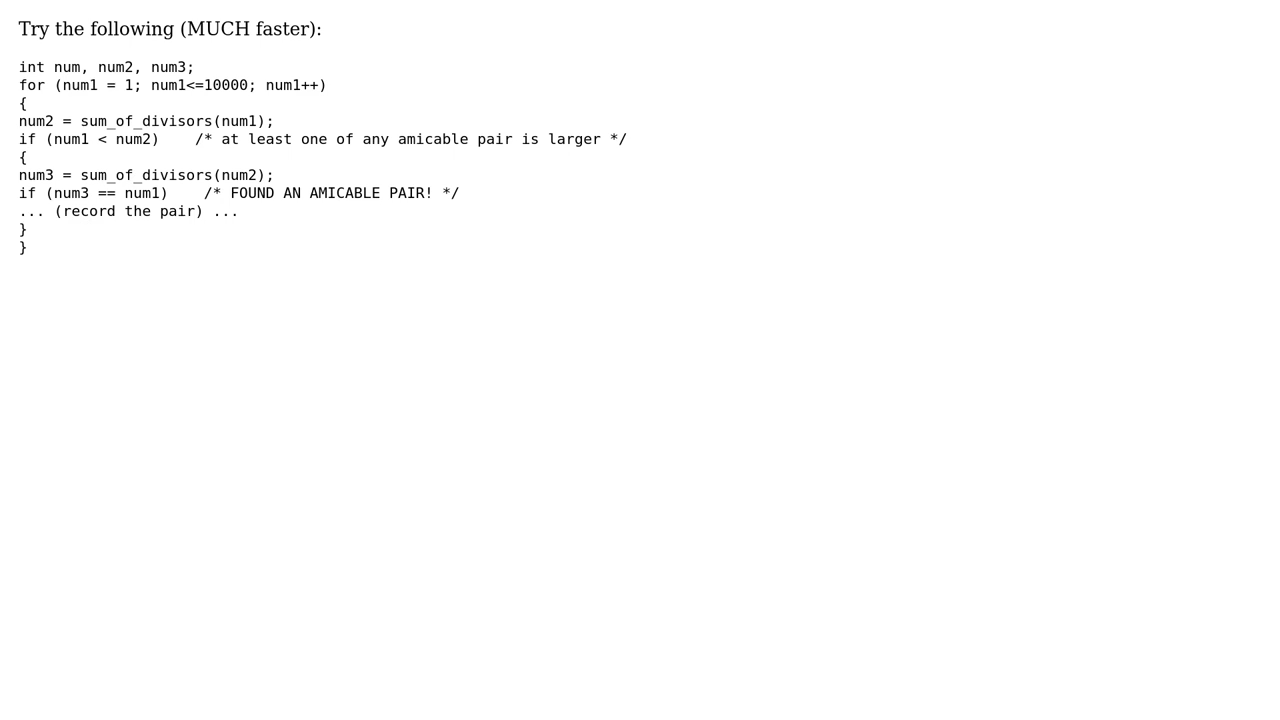 Try the following (MUCH faster):
int num, num2, num3;
for (num1 = 1; num1<=10000; num1++)
{
num2 = sum_of_divisors(num1);
if (num1 < num2)    /* at least one of any amicable pair is larger */
{
num3 = sum_of_divisors(num2);
if (num3 == num1)    /* FOUND AN AMICABLE PAIR! */
... (record the pair) ...
}
}